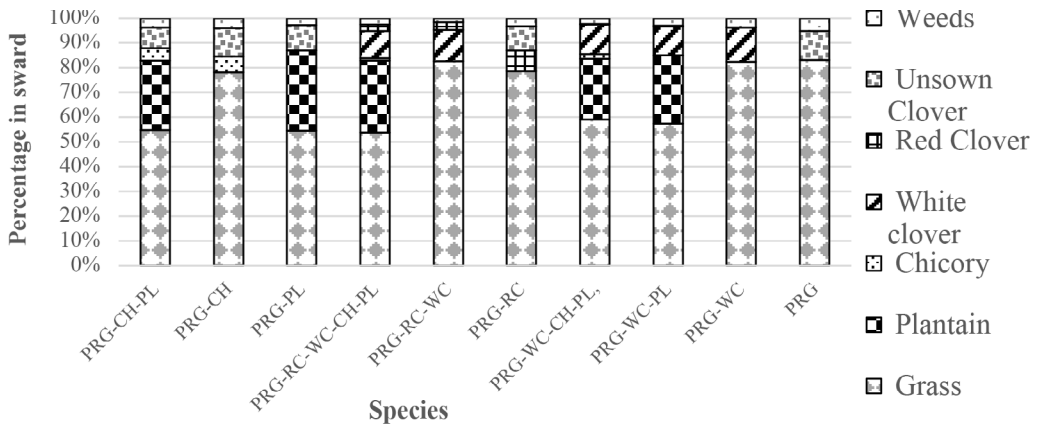 100%
90%
80%
70%
60%
50%
40%
30%
20%
10%
0%
Percentage in sward
PRG-CH-PL
PRG-CH
PRG-PL
PRG-RC-WC-CH-PL
PRG-RC-WC
PRG-RC
PRG-WC-CH-PL,
PRG-WC-PL
PRG-WC
PRG
Species
Weeds
Unsown
Clover
Red Clover
White
clover
Chicory
Plantain
Grass